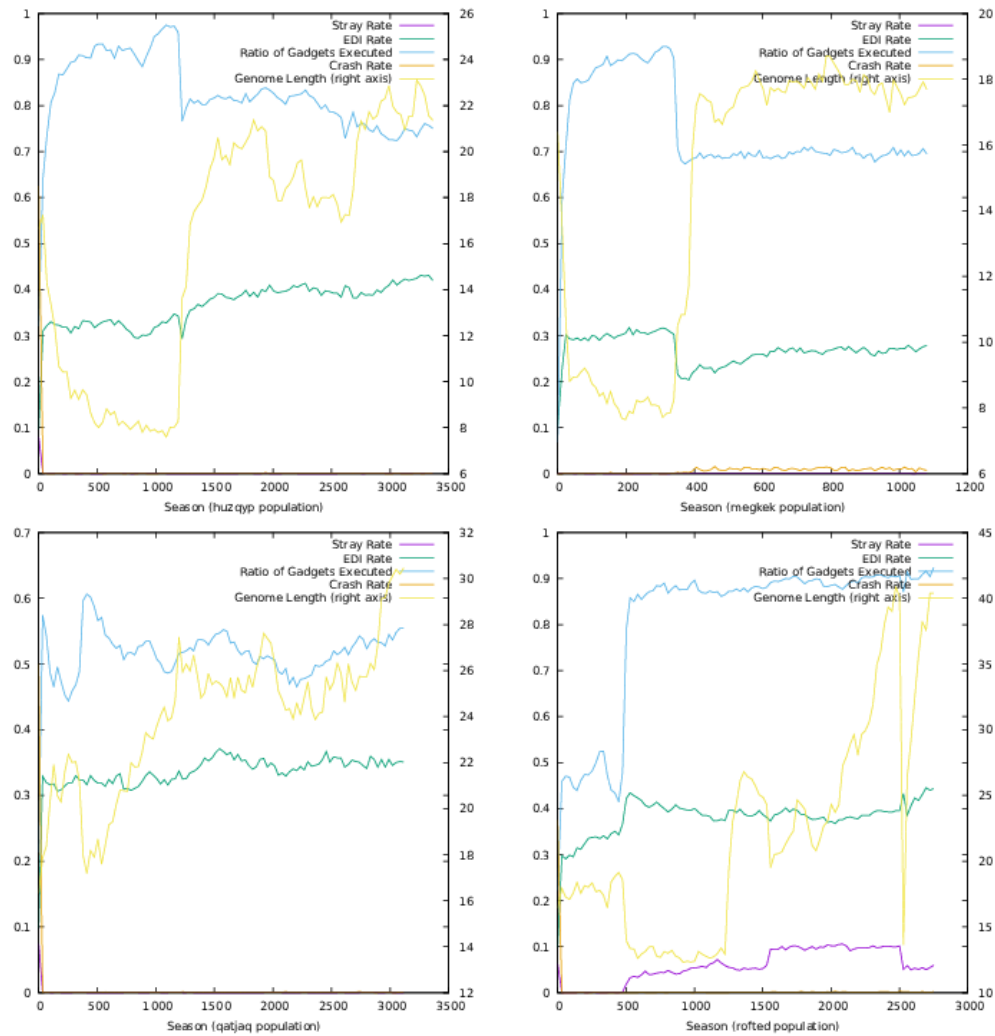 1
0.9
0.8
0.7
0.6
0.5
0.4
0.3
0.2
0.1
0
26
24
22
20
18
16
14
12
10
8
6
Stray Rate
EDI Rate
Ratio of Gadgets Executed
Crash Rate
Genome Length (right axis)
0 500 1000 1500 2000 2500 3000 3500
Season (huzqyp population)
1
0.9
0.8
0.7
0.6
0.5
0.4
0.3
0.2
0.1
0
20
18
16
14
12
10
8
6
Stray Rate
EDI Rate
Ratio of Gadgets Executed
Crash Rate
Genome Length (right axis)
0 200 400 600 800 1000 1200
Season (megkek population)
0.7
0.6
0.5
0.4
0.3
0.2
0.1
0
32
30
28
26
24
22
20
18
16
14
12
Stray Rate
EDI Rate
Ratio of Gadgets Executed
Crash Rate
Genome Length (right axis)
0 500 1000 1500 2000 2500 3000 3500
Season (qatjaq population)
1
0.9
0.8
0.7
0.6
0.5
0.4
0.3
0.2
0.1
0
45
40
35
30
25
20
15
10
Stray Rate
EDI Rate
Ratio of Gadgets Executed
Crash Rate
Genome Length (right axis)
0 500 1000 1500 2000 2500 3000
Season (rofted population)